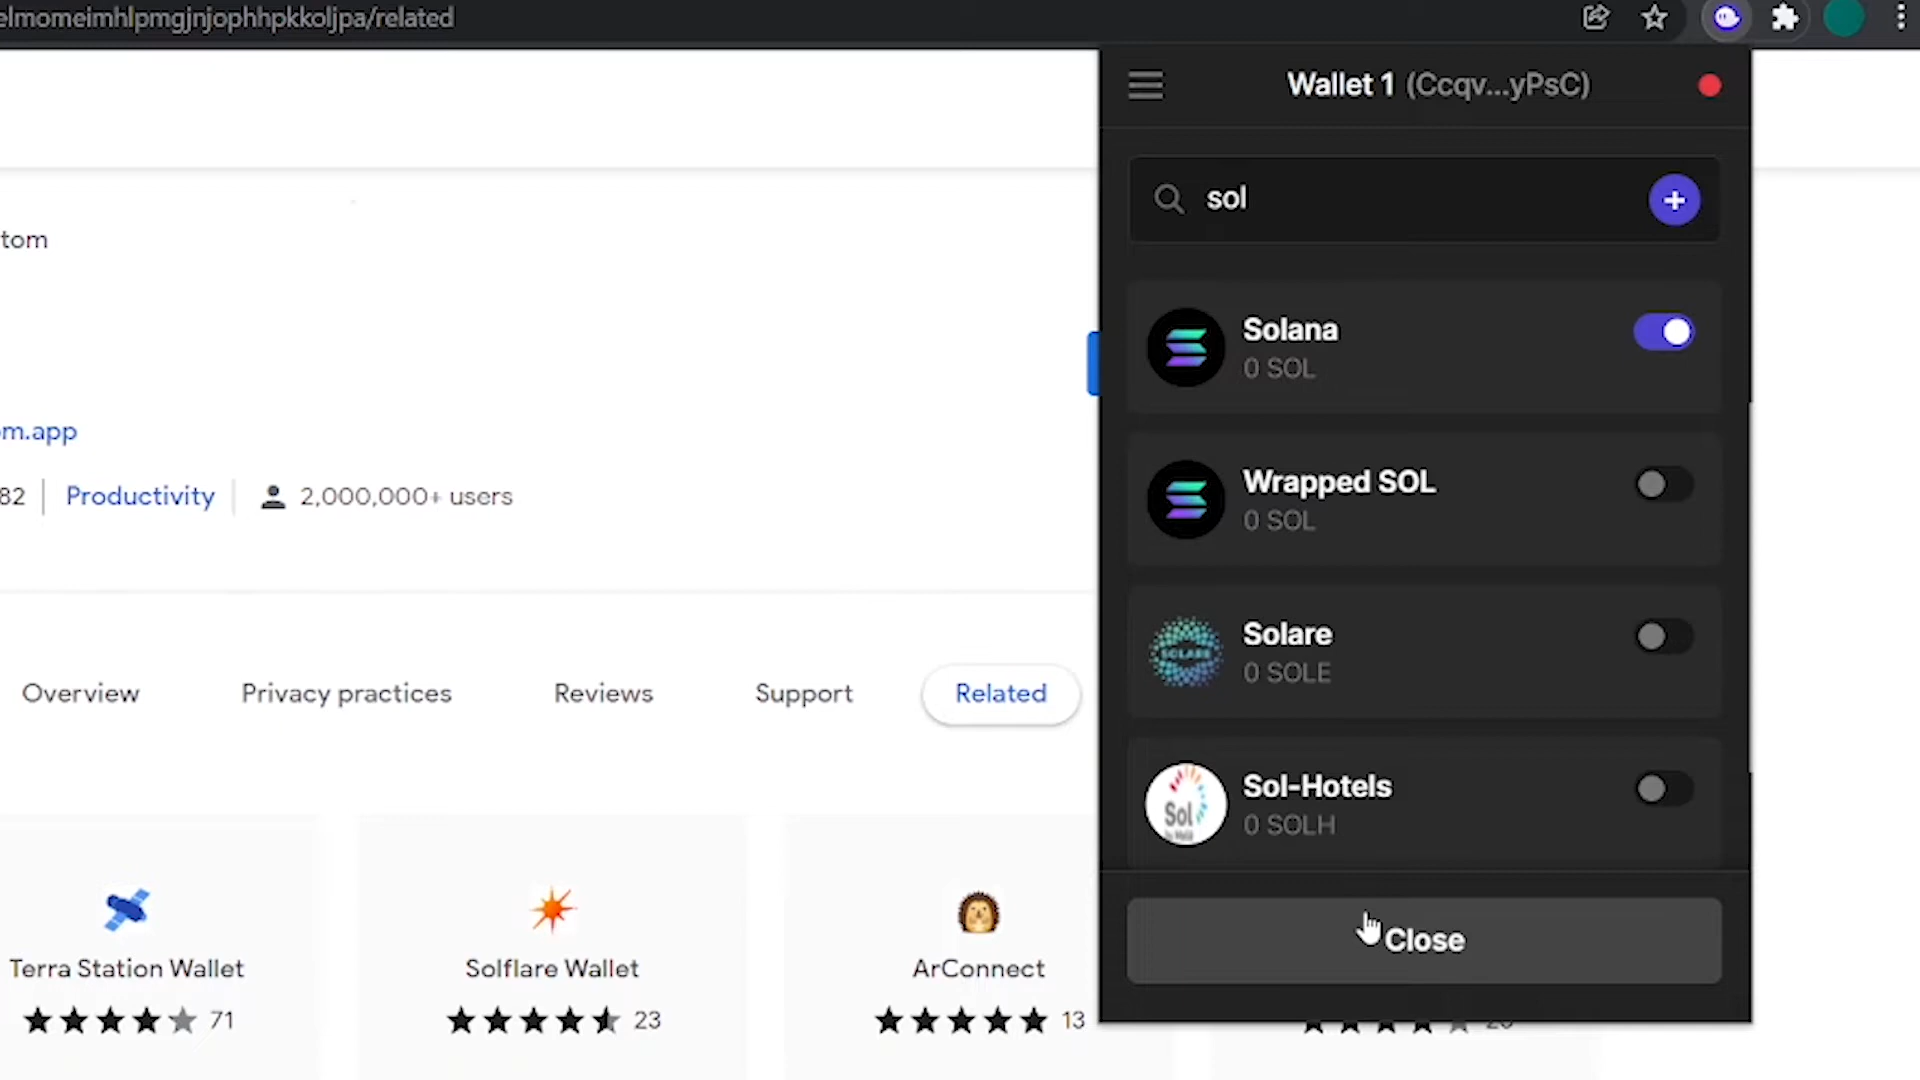 elmomeimhlpmgjnjophhpkkoljpa/related
Wallet 1 (Ccqv...yPsC)
sol
tom
Solana
0 SOL
m.app
Wrapped SOL
0 SOL
82 Productivity 2,000,000+ users
Solare
0 SOLE
SOLARE
Overview Privacy practices Reviews Support Related
Sol-Hotels
0 SOLH
Sol
Close
Terra Station Wallet Solflare Wallet ArConnect
71 23 13